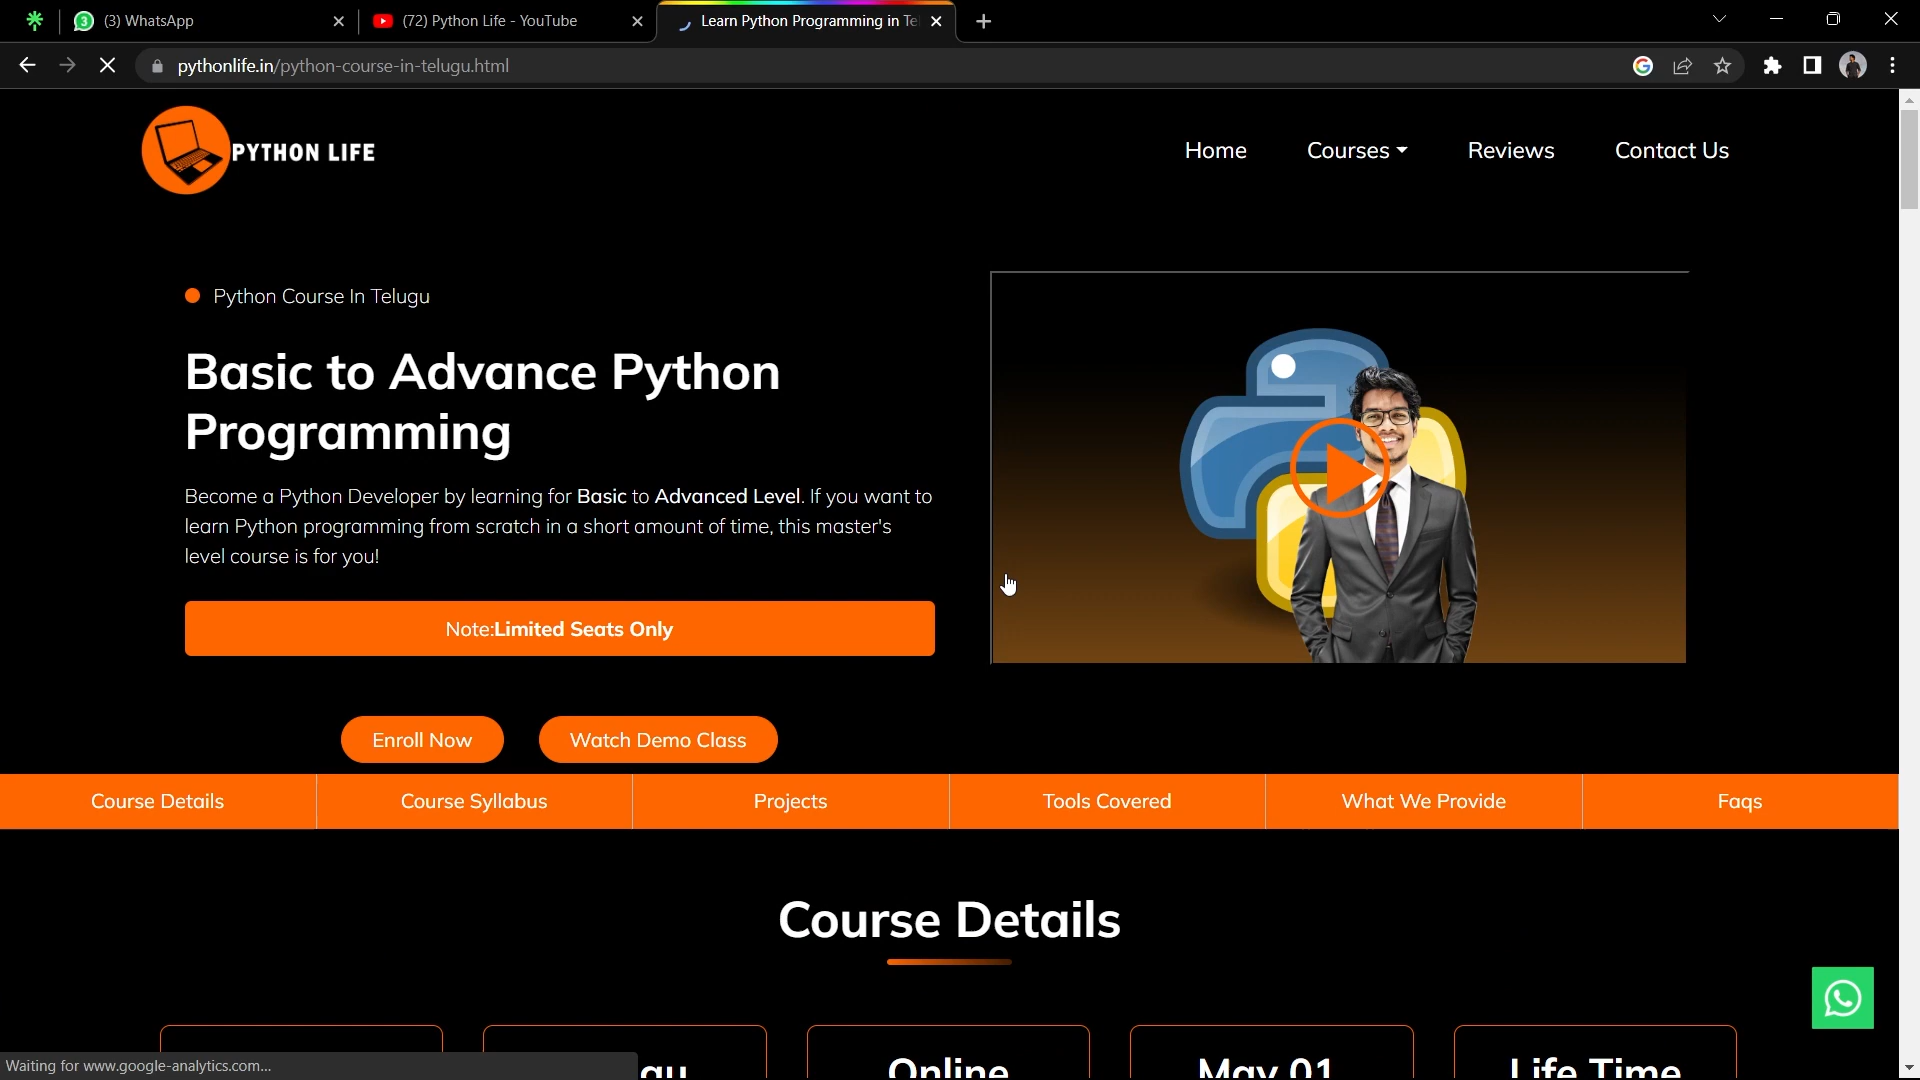 (3) WhatsApp
(72) Python Life - YouTube
Learn Python Programming in Te
pythonlife.in/python-course-in-telugu.html
PYTHON LIFE
Home
Courses
Reviews
Contact Us
Python Course In Telugu
Basic to Advance Python
Programming
Become a Python Developer by learning for Basic to Advanced Level. If you want to
learn Python programming from scratch in a short amount of time, this master's
level course is for you!
Note:Limited Seats Only
Enroll Now
Watch Demo Class
Course Details
Course Syllabus
Projects
Tools Covered
What We Provide
Faqs
Course Details
Online
May 01
Life Time
Waiting for www.google-analytics.com...